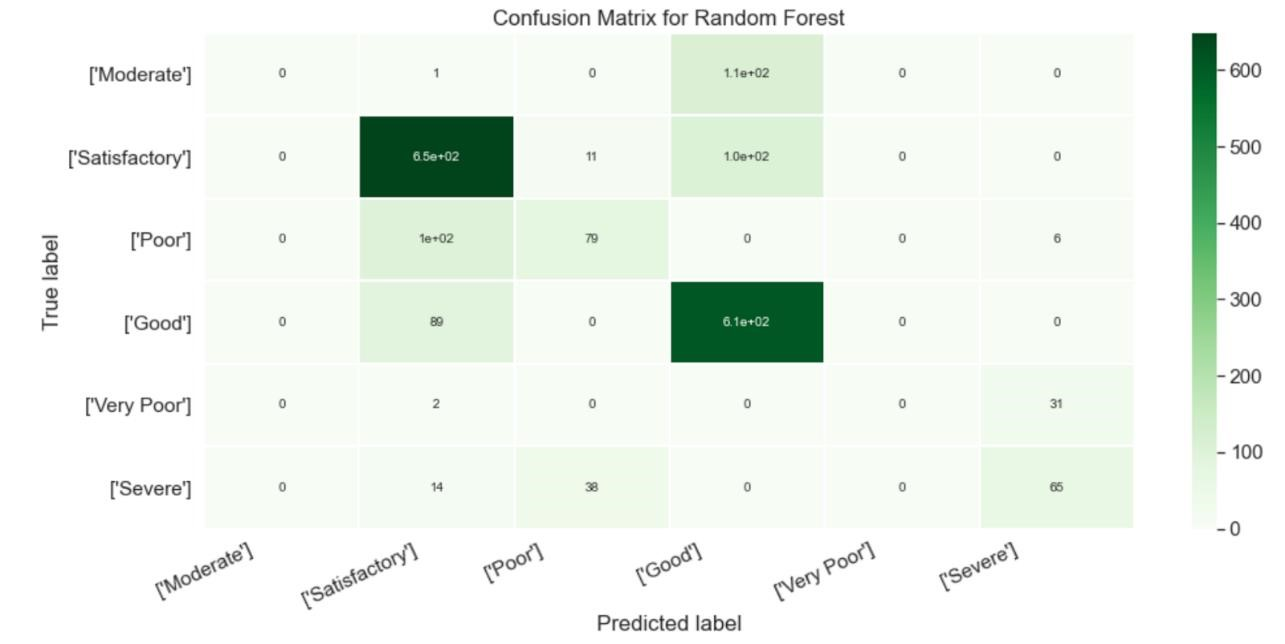 Confusion Matrix for Random Forest
['Moderate'] 0 1 0 1.1e+02 0 0
['Satisfactory'] 0 6.5e+02 11 1.0e+02 0 0
['Poor'] 0 1e+02 79 0 0 6
['Good'] 0 89 0 6.1e+02 0 0
['Very Poor'] 0 2 0 0 0 31
['Severe'] 0 14 38 0 0 65
True label
['Moderate'] ['Satisfactory'] ['Poor'] ['Good'] ['Very Poor'] ['Severe']
Predicted label
600
500
400
300
200
100
0